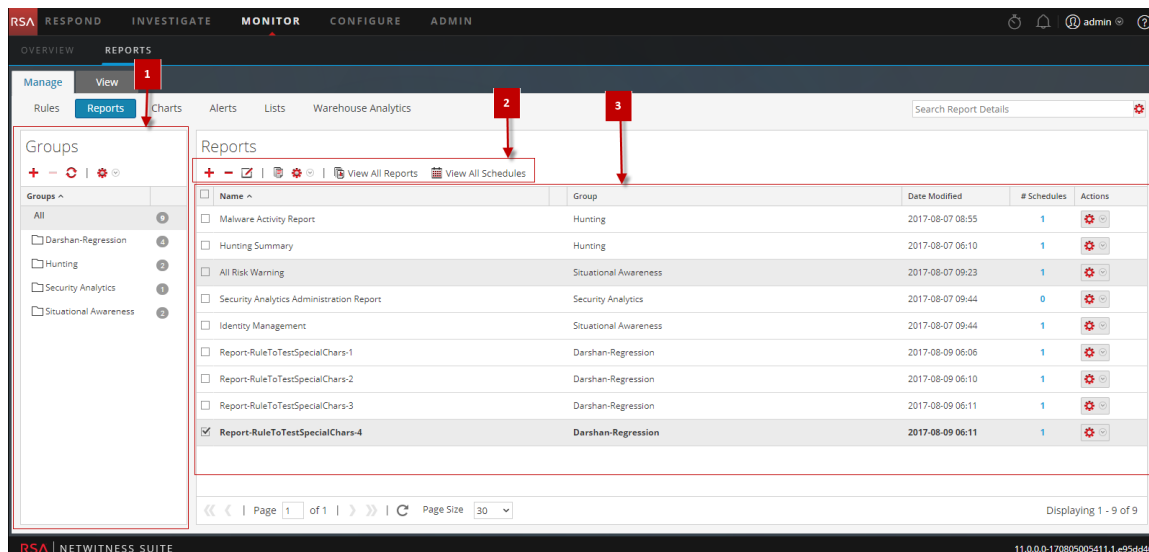 RSA RESPOND INVESTIGATE MONITOR CONFIGURE ADMIN admin
OVERVIEW REPORTS
Manage View 1
Rules Reports Charts Alerts Lists Warehouse Analytics 2 3 Search Report Details
Groups
Groups
All 9
Darshan-Regression 4
Hunting 2
Security Analytics 1
Situational Awareness 2
Reports
View All Reports View All Schedules
Name Group Date Modified # Schedules Actions
Malware Activity Report Hunting 2017-08-07 08:55 1
Hunting Summary Hunting 2017-08-07 06:10 1
All Risk Warning Situational Awareness 2017-08-07 09:23 1
Security Analytics Administration Report Security Analytics 2017-08-07 09:44 0
Identity Management Situational Awareness 2017-08-07 09:44 1
Report-RuleToTestSpecialChars-1 Darshan-Regression 2017-08-09 06:06 1
Report-RuleToTestSpecialChars-2 Darshan-Regression 2017-08-09 06:10 1
Report-RuleToTestSpecialChars-3 Darshan-Regression 2017-08-09 06:11 1
Report-RuleToTestSpecialChars-4 Darshan-Regression 2017-08-09 06:11 1
Page 1 of 1 Page Size 30 Displaying 1 - 9 of 9
RSA NETWITNESS SUITE